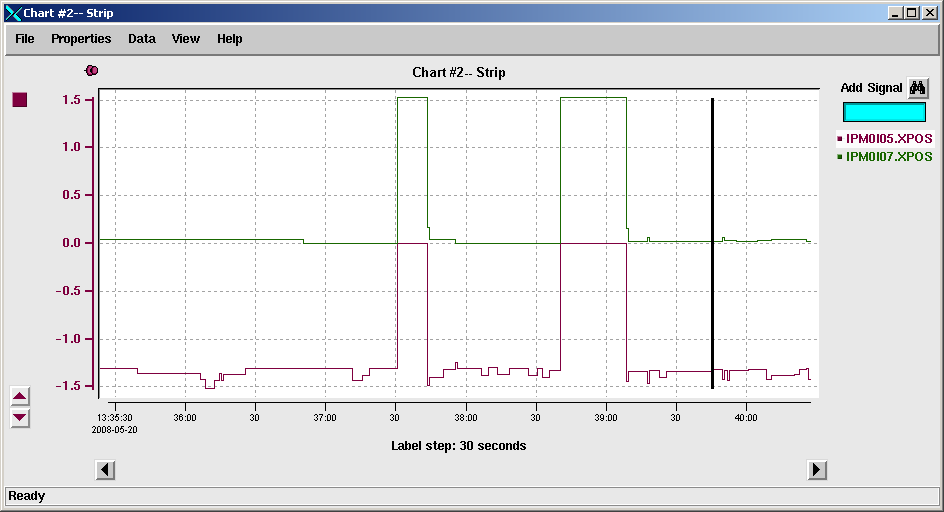 Chart #2-- Strip
File Properties Data View Help
Chart #2-- Strip
Add Signal
IPM0I05.XPOS
IPM0I07.XPOS
1.5
1.0
0.5
0.0
-0.5
-1.0
-1.5
13:35:30 36:00 30 37:00 30 38:00 30 39:00 30 40:00
2008-05-20
Label step: 30 seconds
Ready